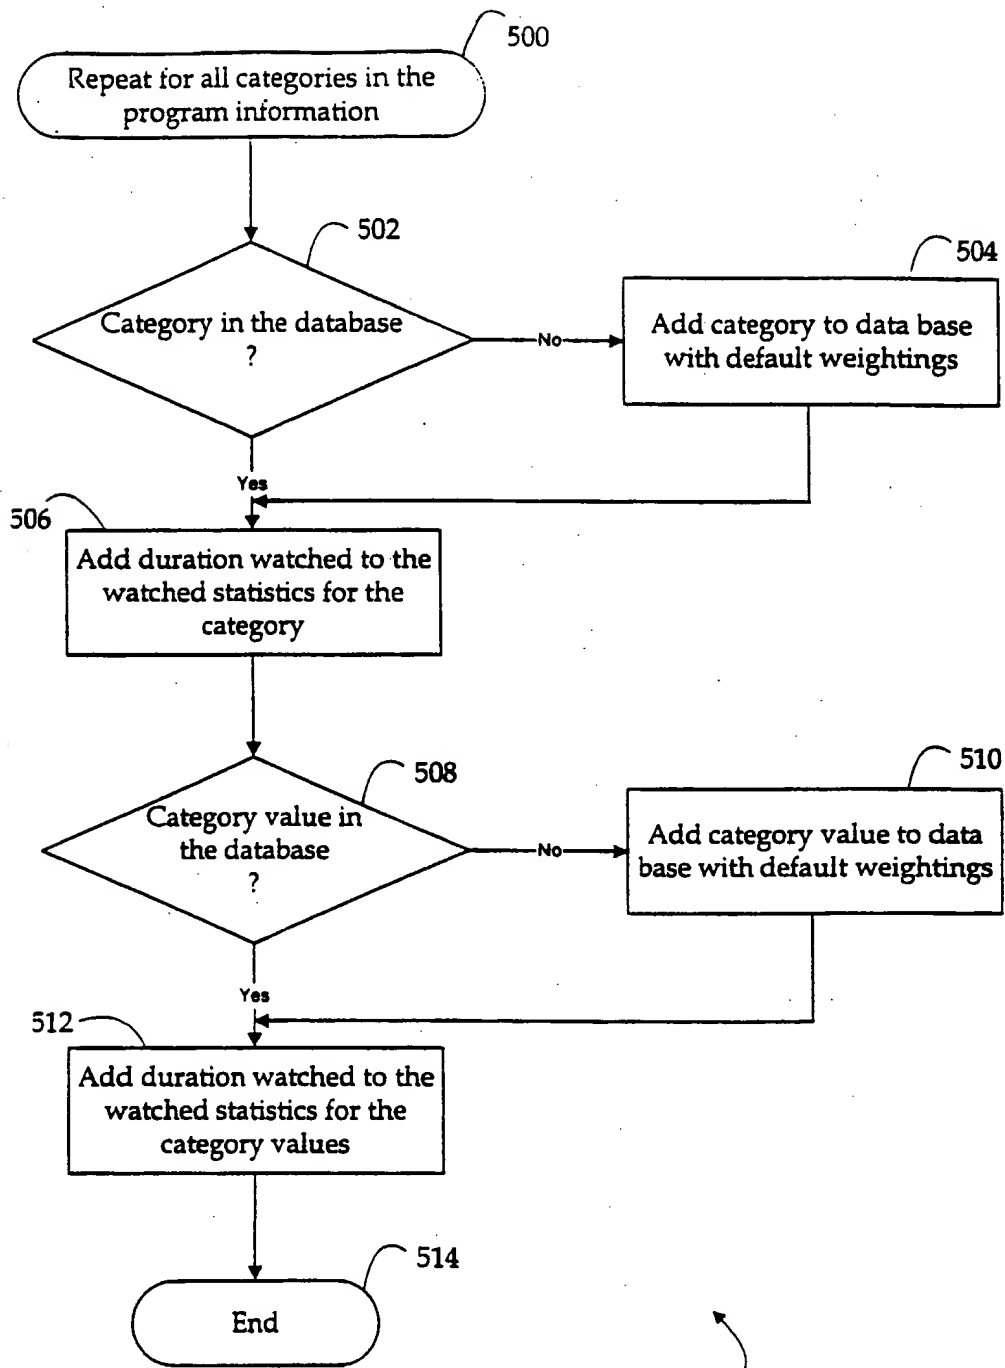 500
Repeat for all categories in the
program information
502
Category in the database
?
No
504
Add category to data base
with default weightings
Yes
506
Add duration watched to the
watched statistics for the
category
508
Category value in
the database
?
No
510
Add category value to data
base with default weightings
Yes
512
Add duration watched to the
watched statistics for the
category values
514
End